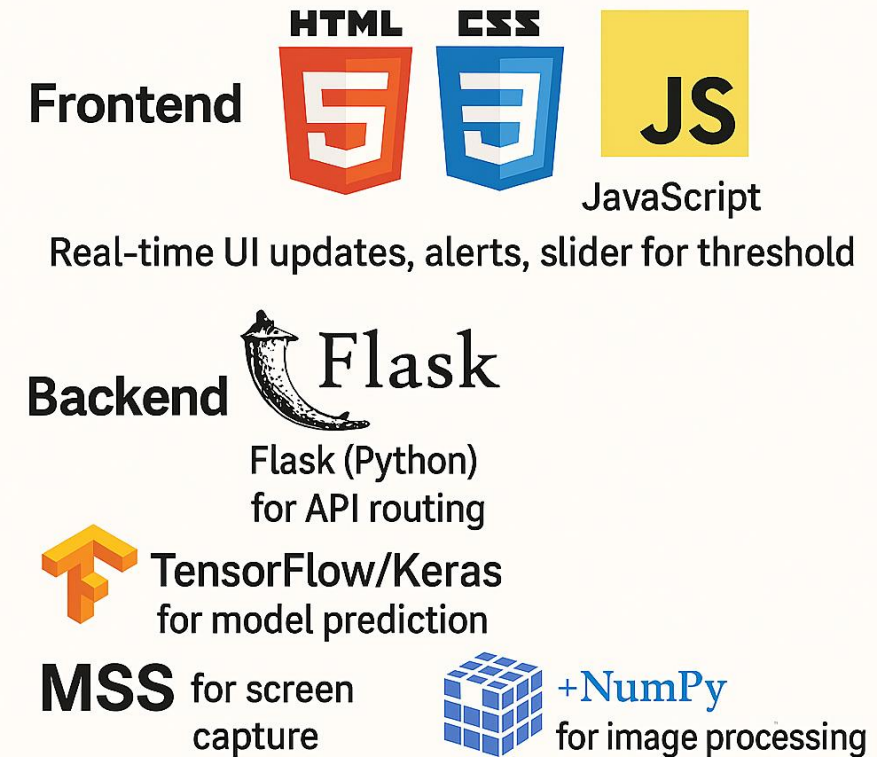 HTML CSS
JS
Frontend
JavaScript
Real-time UI updates, alerts, slider for threshold
Flask
Backend
Flask (Python)
for API routing
TensorFlow/Keras
for model prediction
MSS for screen
capture
+NumPy
for image processing